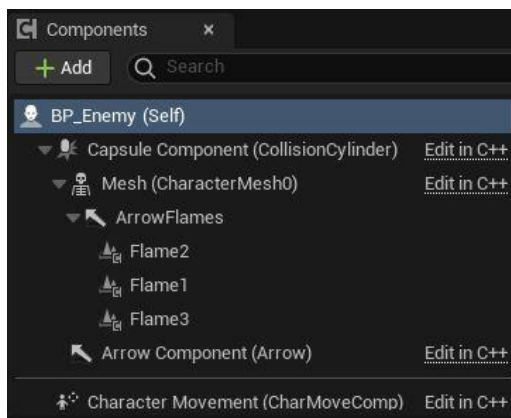 Components ×
+ Add Search
BP_Enemy (Self)
Capsule Component (CollisionCylinder) Edit in C++
Mesh (CharacterMesh0) Edit in C++
ArrowFlames
Flame2
Flame1
Flame3
Arrow Component (Arrow) Edit in C++
Character Movement (CharMoveComp) Edit in C++